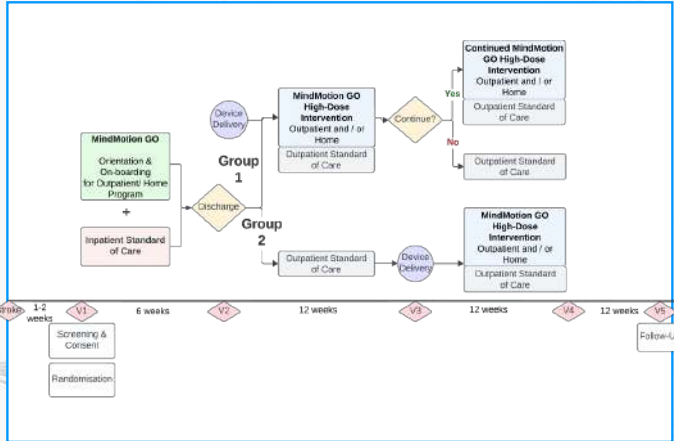 MindMotion GO
Orientation &
On-boarding
for Outpatient/ Home
Program
+
Inpatient Standard
of Care
Discharge
Group
1
Group
2
Device
Delivery
MindMotion GO
High-Dose
Intervention
Outpatient and / or
Home
Outpatient Standard
of Care
Continue?
Yes
No
Continued MindMotion
GO High-Dose
Intervention
Outpatient and / or
Home
Outpatient Standard
of Care
Outpatient Standard
of Care
Outpatient Standard
of Care
Device
Delivery
MindMotion GO
High-Dose
Intervention
Outpatient and / or
Home
Outpatient Standard
of Care
troke
1-2
weeks
V1
6 weeks
V2
12 weeks
V3
12 weeks
V4
12 weeks
V5
Screening &
Consent
Randomisation
Follow-U